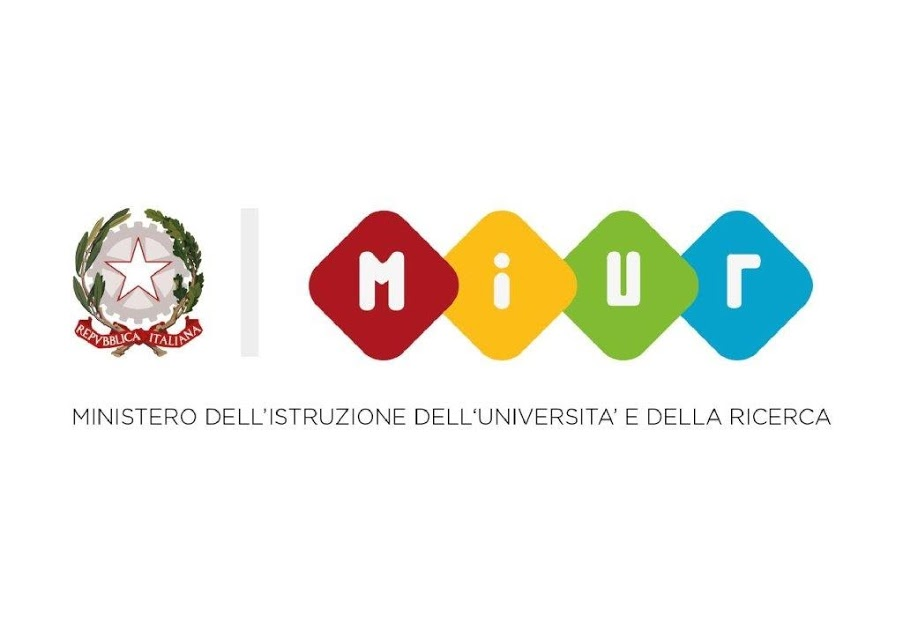 REPVBBLICA ITALIANA
Miur
MINISTERO DELL’ISTRUZIONE DELL‘UNIVERSITA’ E DELLA RICERCA